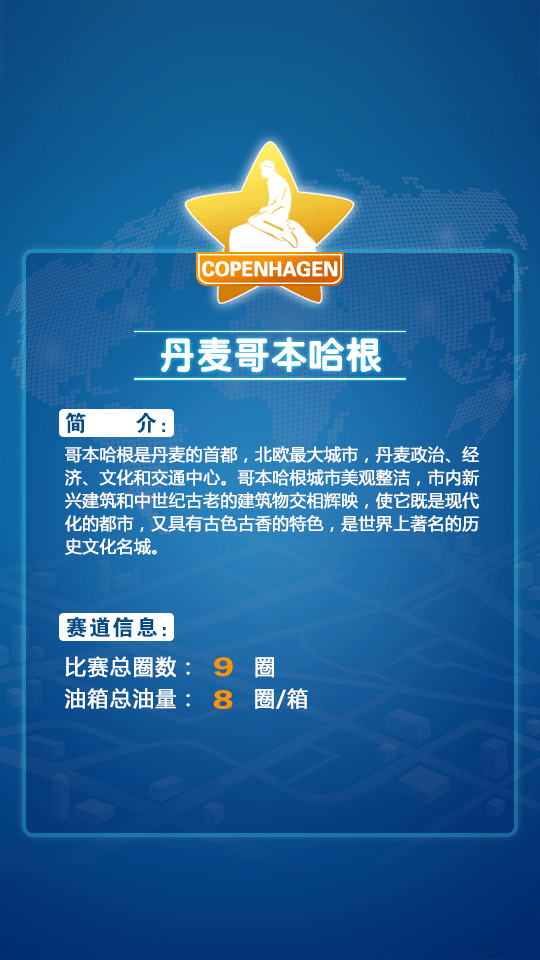 COPENHAGEN
丹麦哥本哈根
简 介：
哥本哈根是丹麦的首都，北欧最大城市，丹麦政治、经
济、文化和交通中心。哥本哈根城市美观整洁，市内新
兴建筑和中世纪古老的建筑物交相辉映，使它既是现代
化的都市，又具有古色古香的特色，是世界上著名的历
史文化名城。
赛道信息：
比赛总圈数： 9 圈
油箱总油量： 8 圈/箱